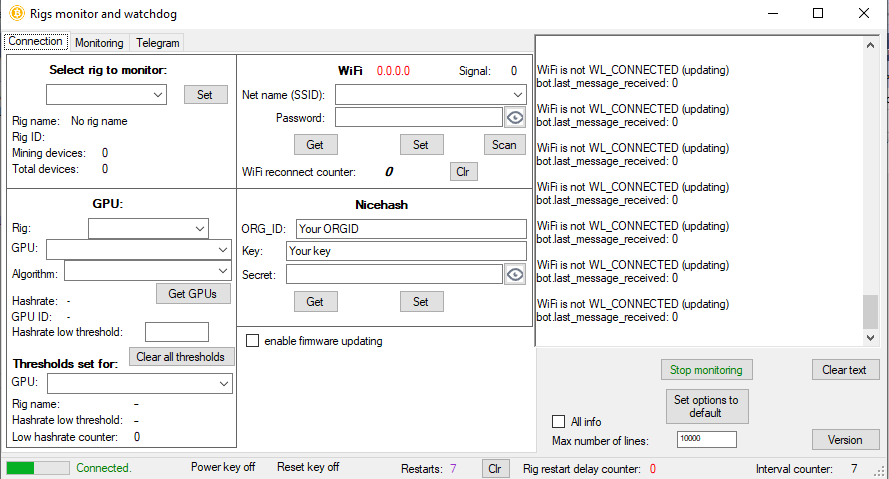 Rigs monitor and watchdog
Connection Monitoring Telegram
Select rig to monitor:
Set
Rig name: No rig name
Rig ID:
Mining devices: 0
Total devices: 0
WiFi 0.0.0.0 Signal: 0
Net name (SSID):
Password:
Get Set Scan
WiFi reconnect counter: 0 Clr
GPU:
Rig:
GPU:
Algorithm:
Get GPUs
Hashrate: -
GPU ID: -
Hashrate low threshold:
Clear all thresholds
Thresholds set for:
GPU:
Rig name: -
Hashrate low threshold: -
Low hashrate counter: 0
Nicehash
ORG_ID: Your ORGID
Key: Your key
Secret:
Get Set
enable firmware updating
WiFi is not WL_CONNECTED (updating)
bot.last_message_received: 0
WiFi is not WL_CONNECTED (updating)
bot.last_message_received: 0
WiFi is not WL_CONNECTED (updating)
bot.last_message_received: 0
WiFi is not WL_CONNECTED (updating)
bot.last_message_received: 0
WiFi is not WL_CONNECTED (updating)
bot.last_message_received: 0
WiFi is not WL_CONNECTED (updating)
bot.last_message_received: 0
WiFi is not WL_CONNECTED (updating)
bot.last_message_received: 0
Stop monitoring Clear text
Set options to
default
All info
Max number of lines: 10000 Version
Connected. Power key off Reset key off Restarts: 7 Clr Rig restart delay counter: 0 Interval counter: 7